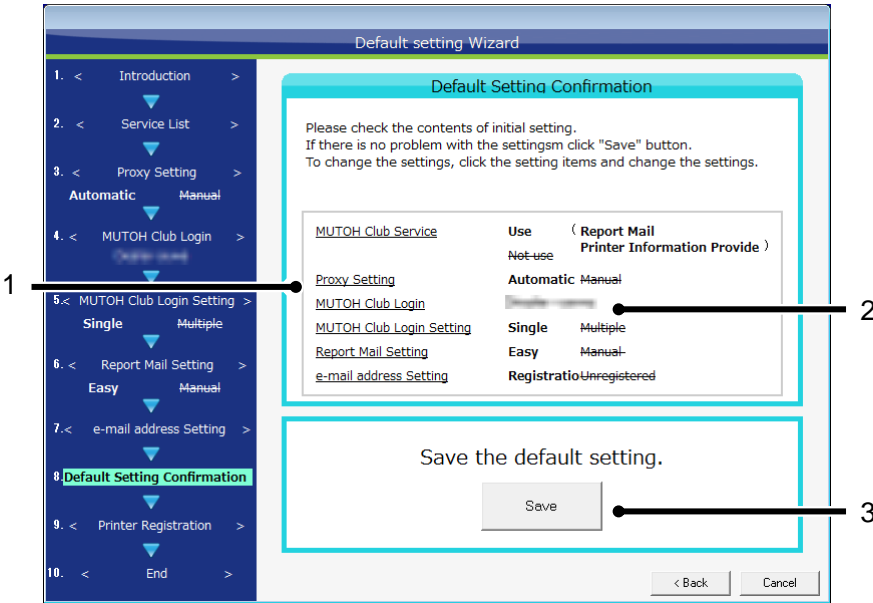 Default setting Wizard
1. < Introduction >
2. < Service List >
3. < Proxy Setting >
Automatic Manual
4. < MUTOH Club Login >
5.< MUTOH Club Login Setting >
Single Multiple
6. < Report Mail Setting >
Easy Manual
7.< e-mail address Setting >
8.Default Setting Confirmation
9. < Printer Registration >
10. < End >
Default Setting Confirmation
Please check the contents of initial setting.
If there is no problem with the settingsm click "Save" button.
To change the settings, click the setting items and change the settings.
MUTOH Club Service Use ( Report Mail
Not use Printer Information Provide )
Proxy Setting Automatic Manual
MUTOH Club Login
MUTOH Club Login Setting Single Multiple
Report Mail Setting Easy Manual
e-mail address Setting Registratio Unregistered
Save the default setting.
Save
< Back Cancel
1
2
3